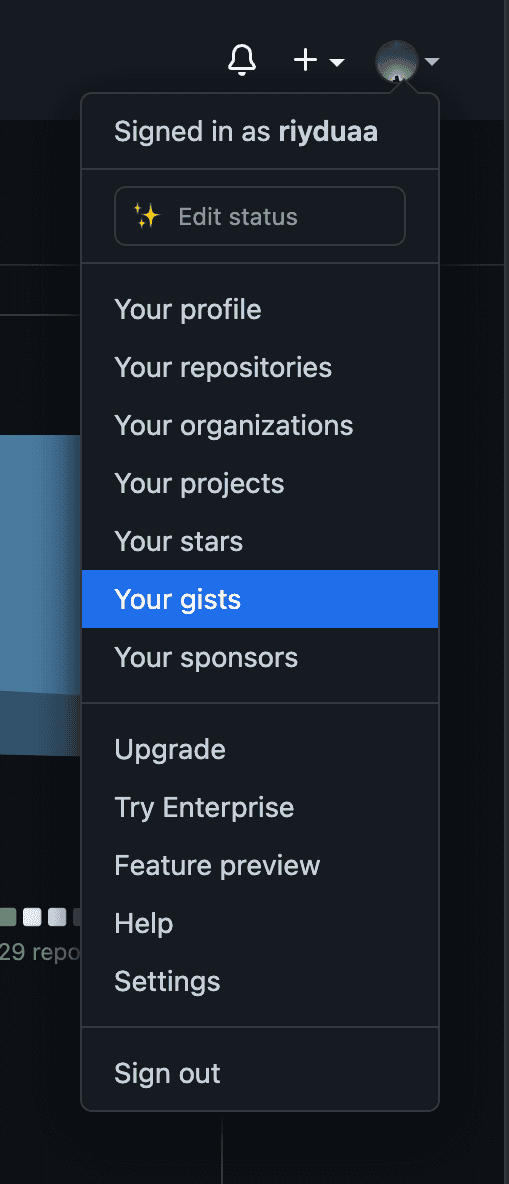 Signed in as riyduaa
Edit status
Your profile
Your repositories
Your organizations
Your projects
Your stars
Your gists
Your sponsors
Upgrade
Try Enterprise
Feature preview
Help
29 repo
Settings
Sign out